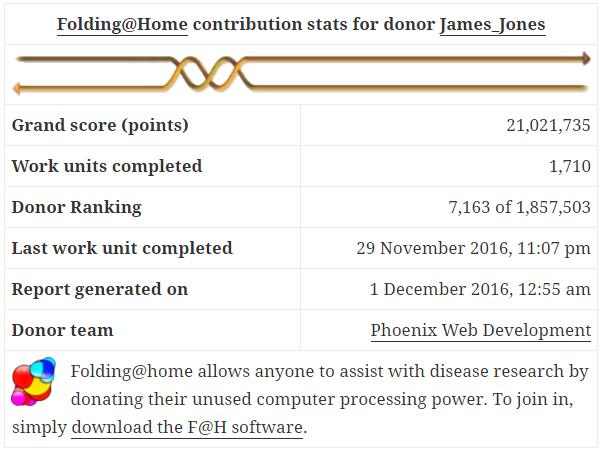 Folding@Home contribution stats for donor James_Jones
Grand score (points) 21,021,735
Work units completed 1,710
Donor Ranking 7,163 of 1,857,503
Last work unit completed 29 November 2016, 11:07 pm
Report generated on 1 December 2016, 12:55 am
Donor team Phoenix Web Development
Folding@home allows anyone to assist with disease research by
donating their unused computer processing power. To join in,
simply download the F@H software.